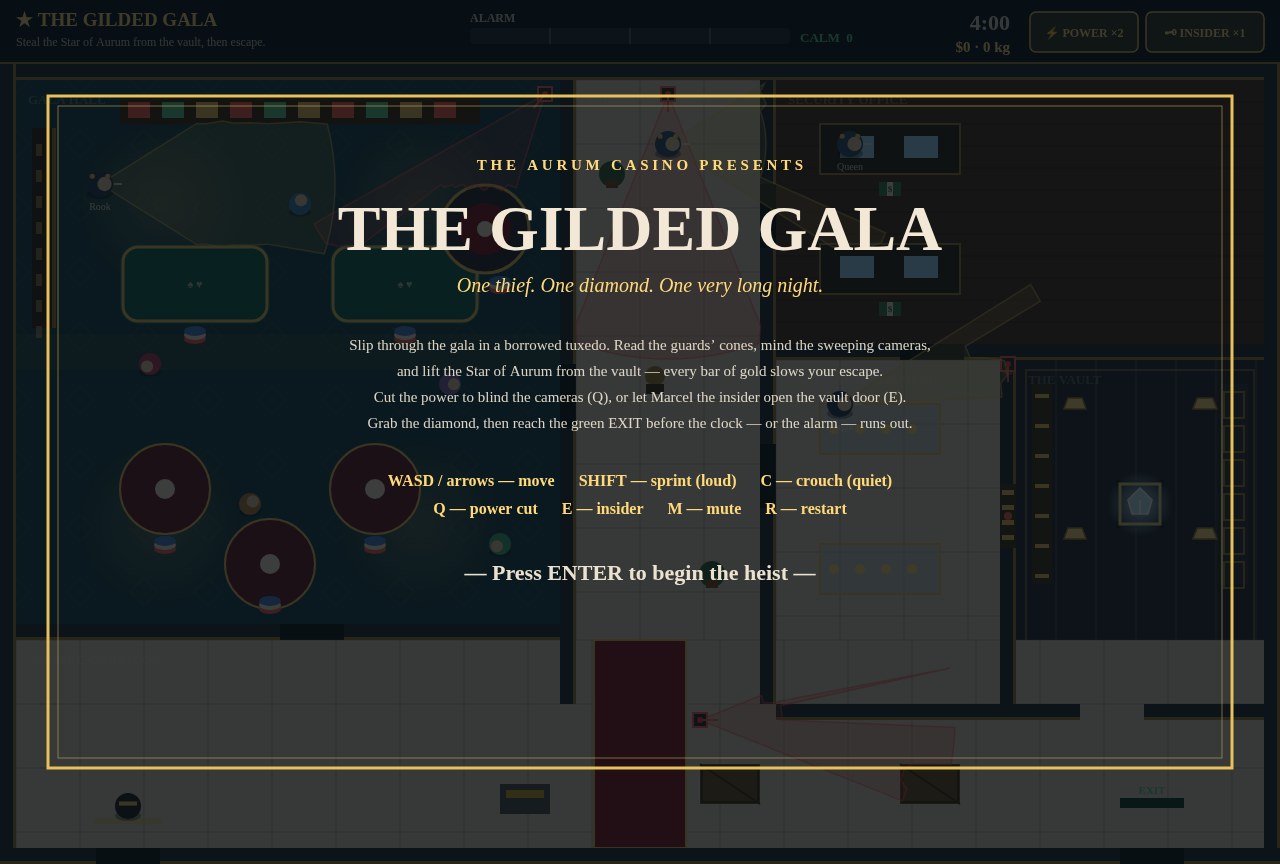 ★ THE GILDED GALA
Steal the Star of Aurum from the vault, then escape.
ALARM
CALM 0
4:00
$0 · 0 kg
⚡ POWER ×2
🗝 INSIDER ×1
GALA HALL
SECURITY OFFICE
Rook
Queen
THE VAULT
THE AURUM CASINO PRESENTS
THE GILDED GALA
One thief. One diamond. One very long night.
Slip through the gala in a borrowed tuxedo. Read the guards’ cones, mind the sweeping cameras,
and lift the Star of Aurum from the vault — every bar of gold slows your escape.
Cut the power to blind the cameras (Q), or let Marcel the insider open the vault door (E).
Grab the diamond, then reach the green EXIT before the clock — or the alarm — runs out.
WASD / arrows — move SHIFT — sprint (loud) C — crouch (quiet)
Q — power cut E — insider M — mute R — restart
— Press ENTER to begin the heist —
EXIT